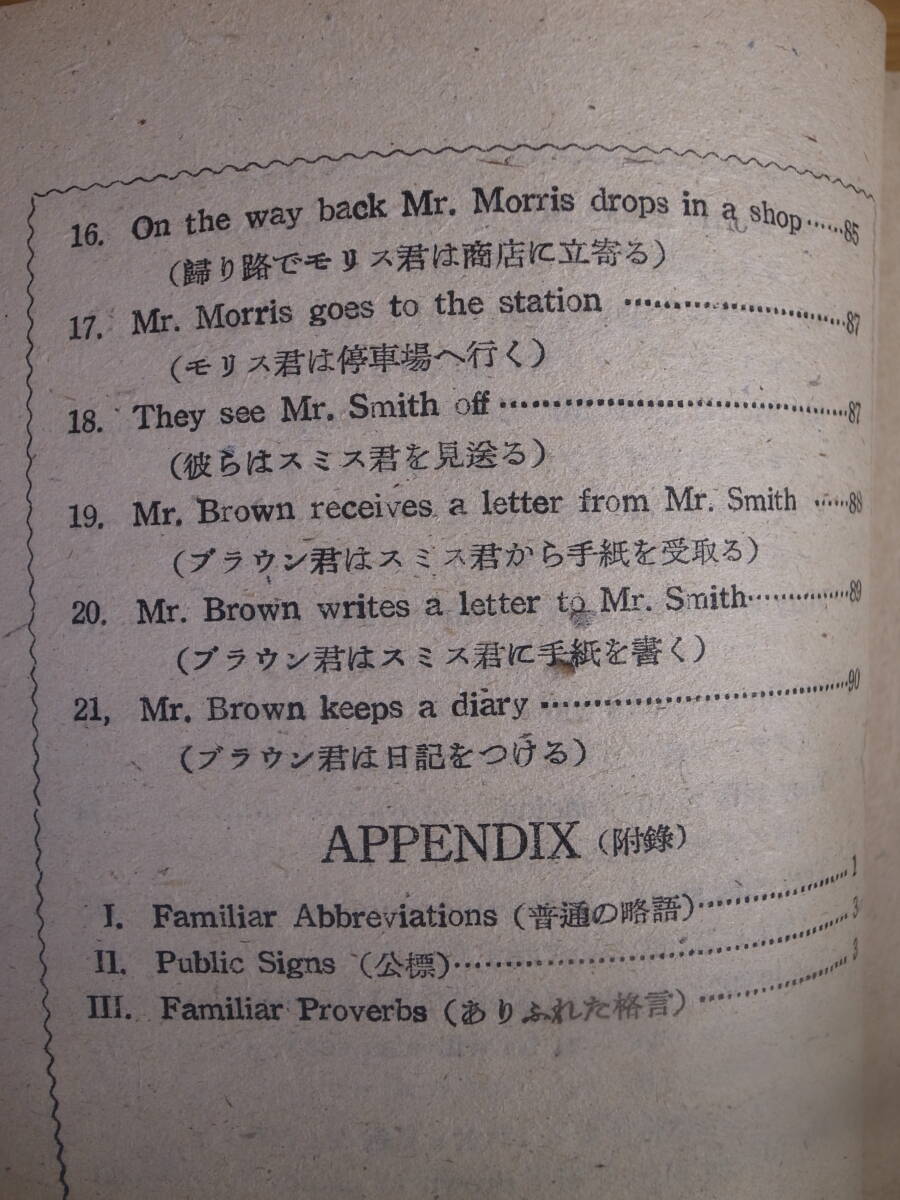 16. On the way back Mr. Morris drops in a shop……85
(歸り路でモリス君は商店に立寄る)
17. Mr. Morris goes to the station ……………………87
(モリス君は停車場へ行く)
18. They see Mr. Smith off……………………………87
(彼らはスミス君を見送る)
19. Mr. Brown receives a letter from Mr. Smith ……88
(ブラウン君はスミス君から手紙を受取る)
20. Mr. Brown writes a letter to Mr. Smith……………89
(ブラウン君はスミス君に手紙を書く)
21, Mr. Brown keeps a diary ……………………………90
(ブラウン君は日記をつける)
APPENDIX (附錄)
I. Familiar Abbreviations (普通の略語)………………1
II. Public Signs (公標)……………………………………3
III. Familiar Proverbs (ありふれた格言) ………………3